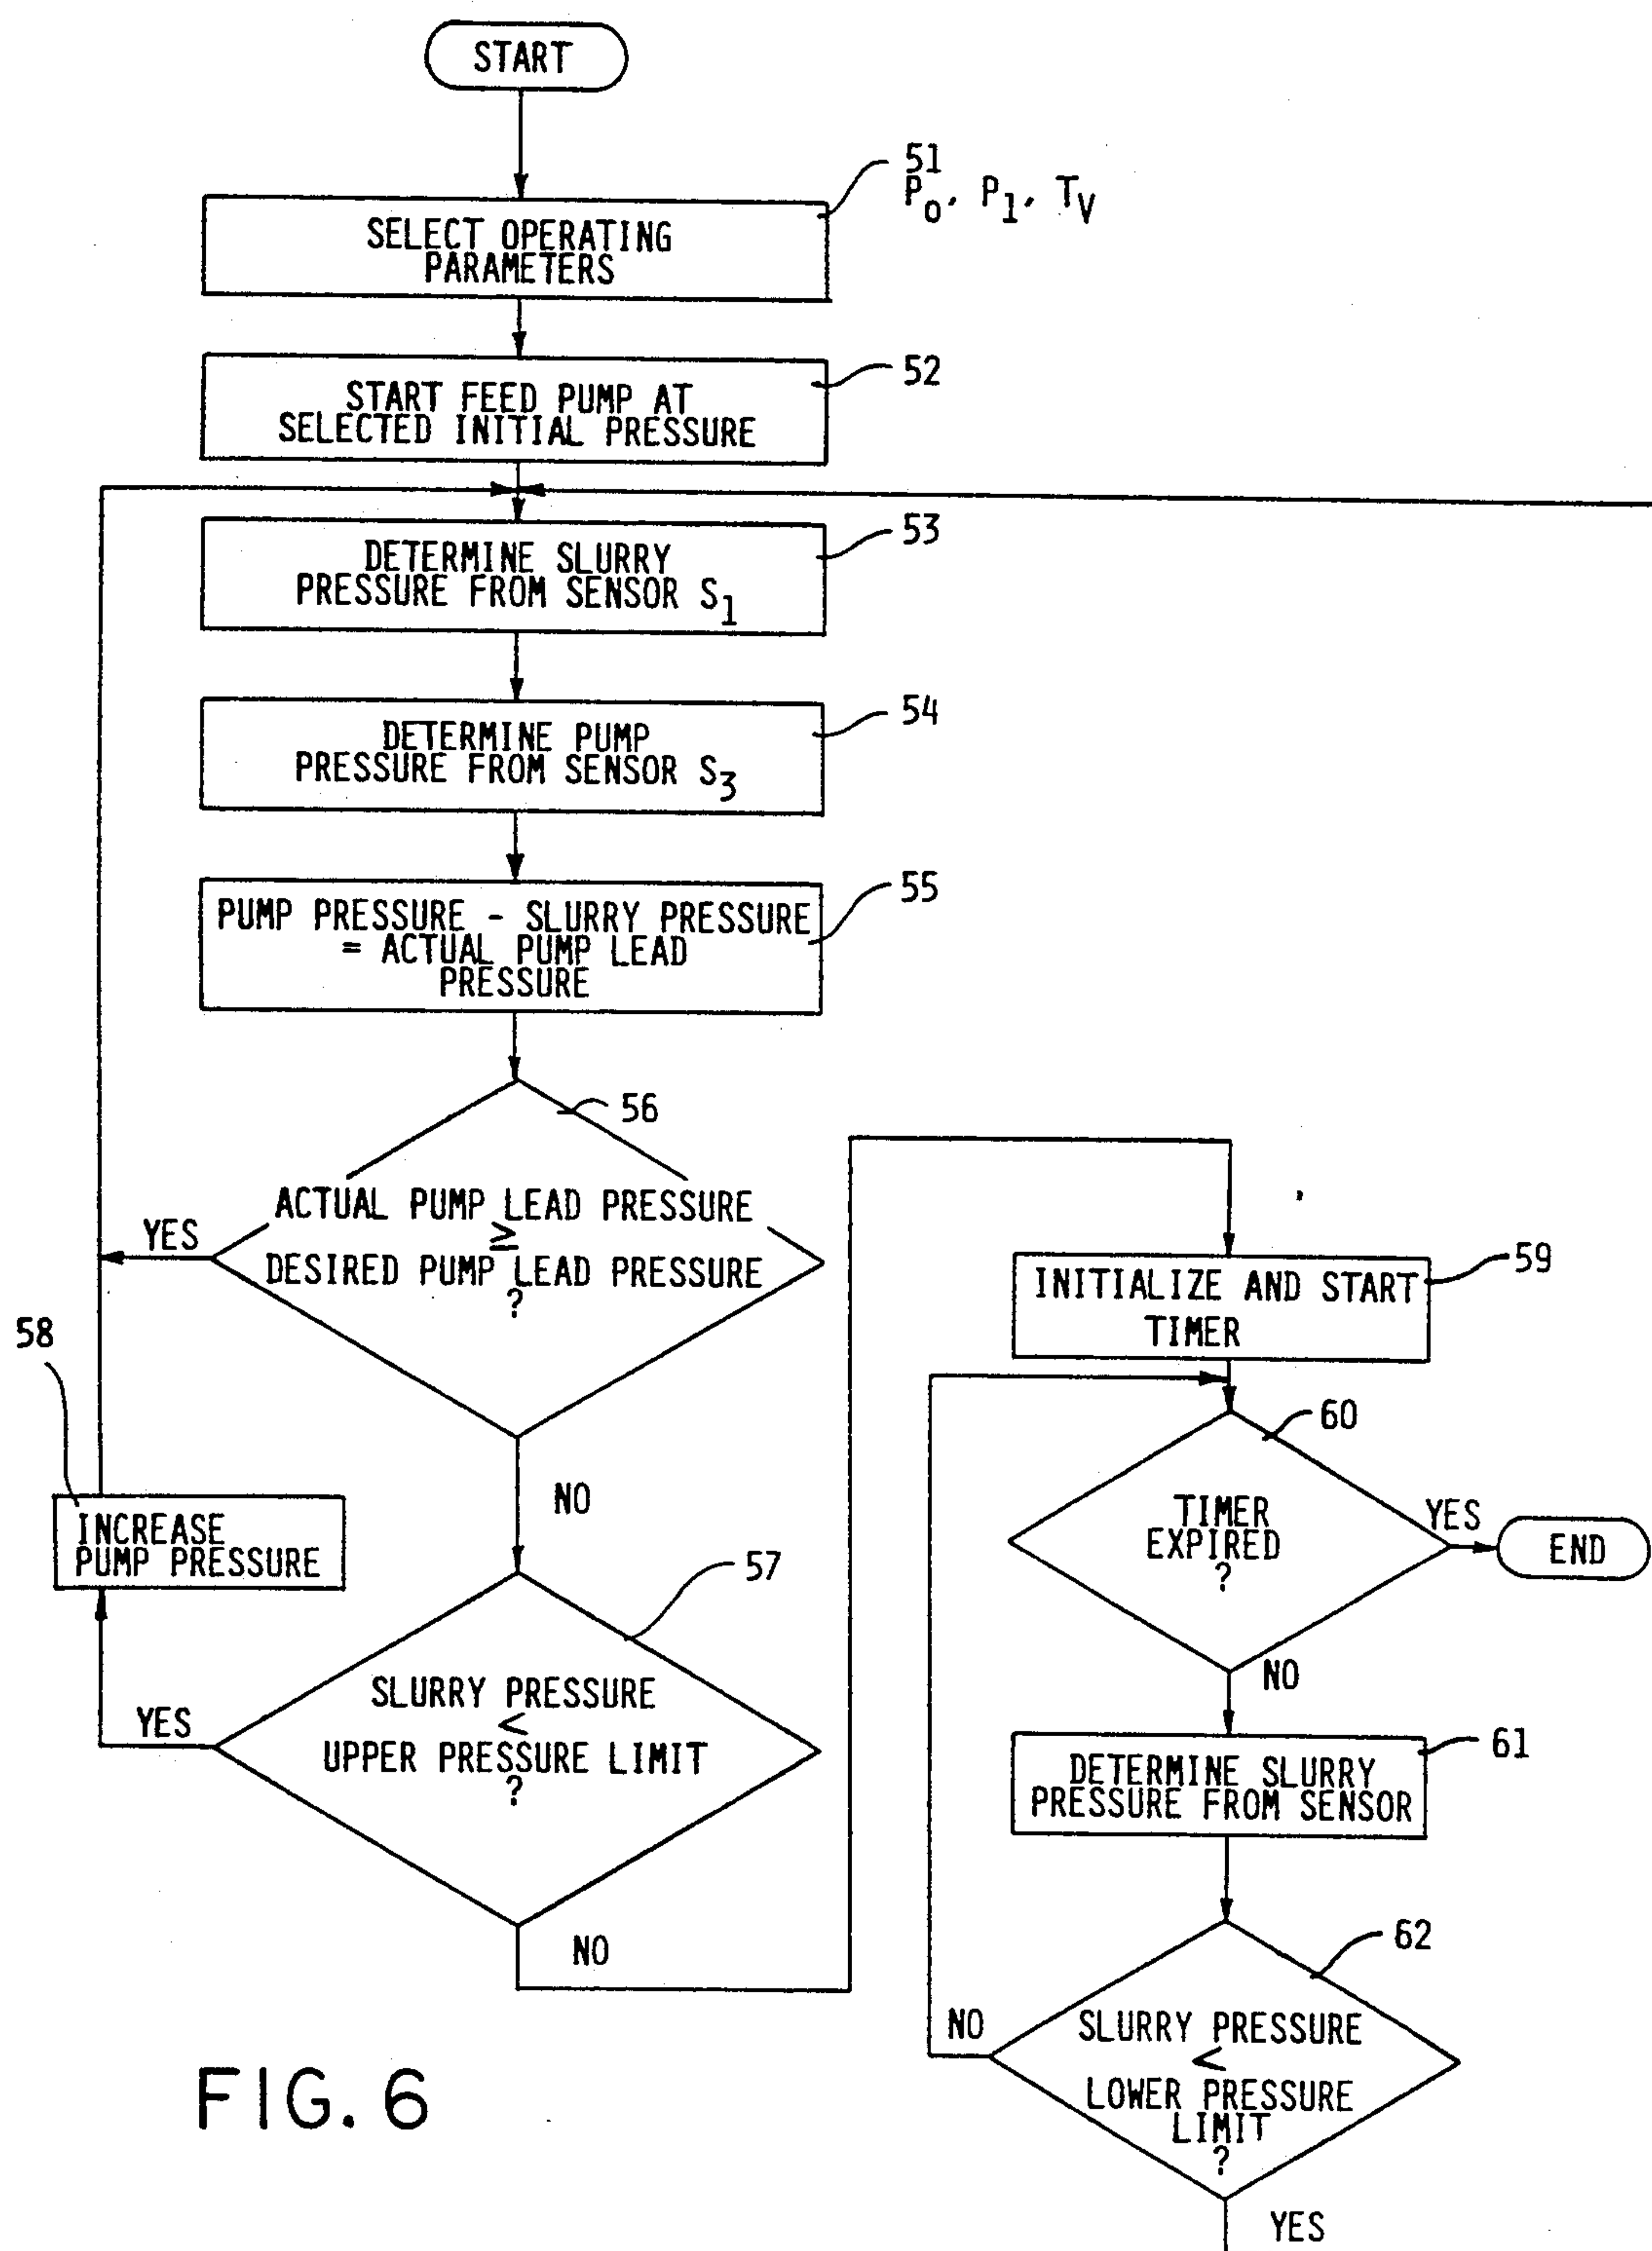 START
51
P0, P1, TV
SELECT OPERATING
PARAMETERS
52
START FEED PUMP AT
SELECTED INITIAL PRESSURE
53
DETERMINE SLURRY
PRESSURE FROM SENSOR S1
54
DETERMINE PUMP
PRESSURE FROM SENSOR S3
55
PUMP PRESSURE - SLURRY PRESSURE
= ACTUAL PUMP LEAD
PRESSURE
56
ACTUAL PUMP LEAD PRESSURE
≥
DESIRED PUMP LEAD PRESSURE
?
YES
NO
58
INCREASE
PUMP PRESSURE
57
SLURRY PRESSURE
<
UPPER PRESSURE LIMIT
?
YES
NO
59
INITIALIZE AND START
TIMER
60
TIMER
EXPIRED
?
YES
END
NO
61
DETERMINE SLURRY
PRESSURE FROM SENSOR
62
SLURRY PRESSURE
<
LOWER PRESSURE
LIMIT
?
NO
YES
FIG. 6